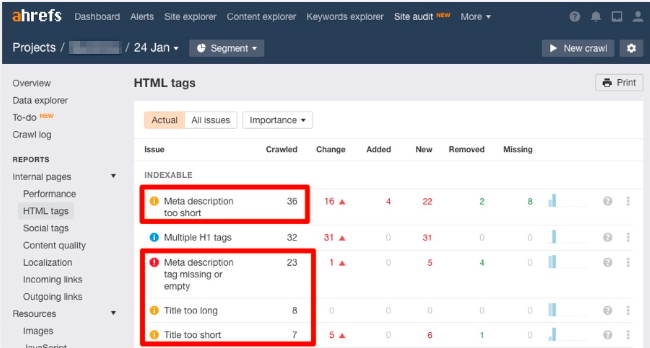 ahrefs Dashboard Alerts Site explorer Content explorer Keywords explorer Site audit NEW More
Projects / / 24 Jan Segment New crawl
Overview
Data explorer
To-do NEW
Crawl log
REPORTS
Internal pages
Performance
HTML tags
Social tags
Content quality
Localization
Incoming links
Outgoing links
Resources
Images
JavaScript
HTML tags Print
Actual All issues Importance
Issue Crawled Change Added New Removed Missing
INDEXABLE
Meta description too short 36 16 4 22 2 8
Multiple H1 tags 32 31 0 31 0 0
Meta description tag missing or empty 23 1 0 5 4 0
Title too long 8 0 0 0 0 0
Title too short 7 5 0 6 1 0